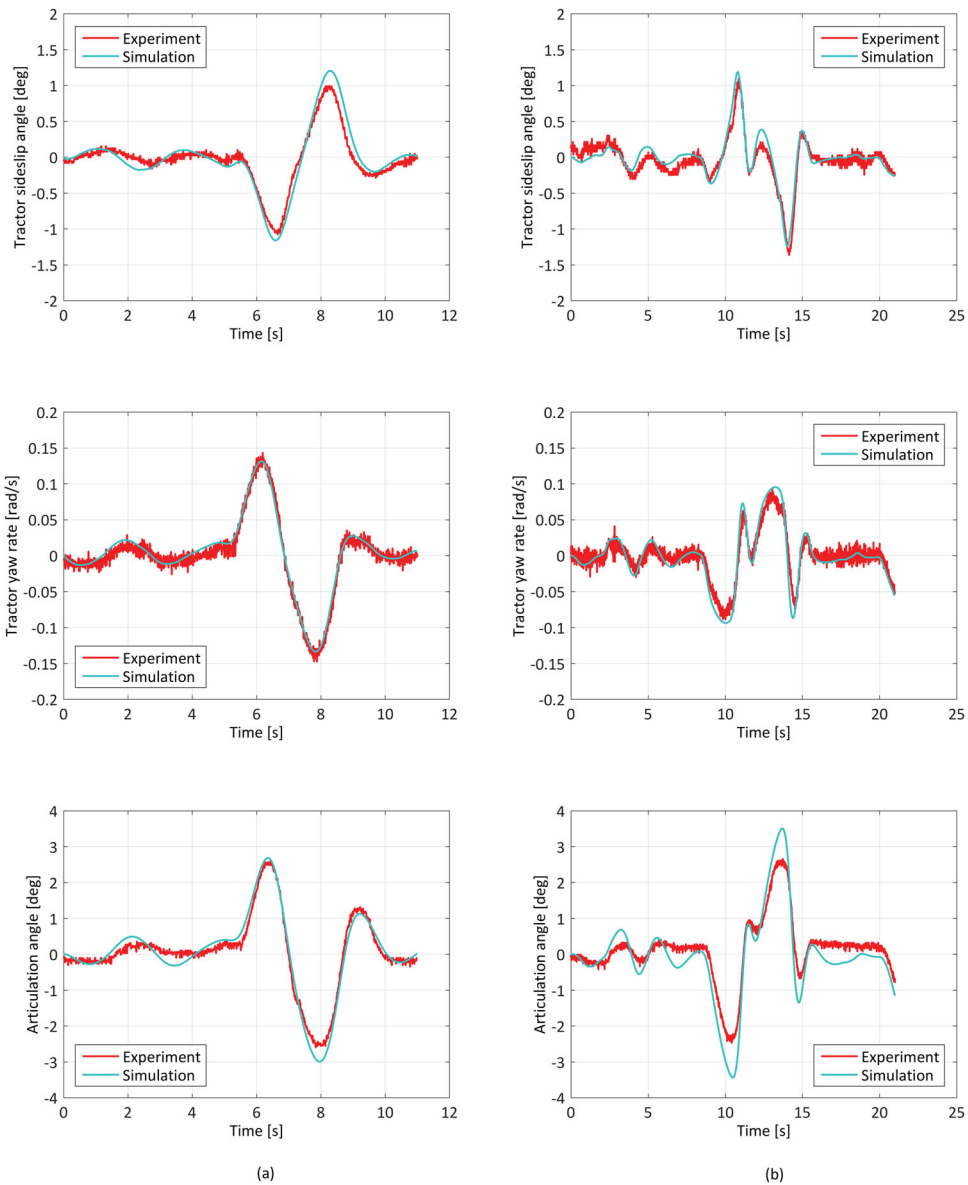 2
1.5
1
0.5
0
-0.5
-1
-1.5
-2
Tractor sideslip angle [deg]
Experiment
Simulation
0 2 4 6 8 10 12
Time [s]
2
1.5
1
0.5
0
-0.5
-1
-1.5
-2
Tractor sideslip angle [deg]
Experiment
Simulation
0 5 10 15 20 25
Time [s]
0.2
0.15
0.1
0.05
0
-0.05
-0.1
-0.15
-0.2
Tractor yaw rate [rad/s]
Experiment
Simulation
0 2 4 6 8 10 12
Time [s]
0.2
0.15
0.1
0.05
0
-0.05
-0.1
-0.15
-0.2
Tractor yaw rate [rad/s]
Experiment
Simulation
0 5 10 15 20 25
Time [s]
4
3
2
1
0
-1
-2
-3
-4
Articulation angle [deg]
Experiment
Simulation
0 2 4 6 8 10 12
Time [s]
4
3
2
1
0
-1
-2
-3
-4
Articulation angle [deg]
Experiment
Simulation
0 5 10 15 20 25
Time [s]
(a)
(b)